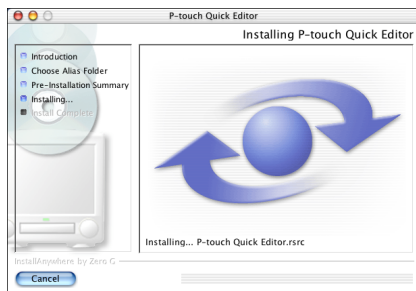 P-touch Quick Editor
Installing P-touch Quick Editor
Introduction
Choose Alias Folder
Pre-Installation Summary
Installing...
Install Complete
Installing... P-touch Quick Editor.rsrc
InstallAnywhere by Zero G
Cancel